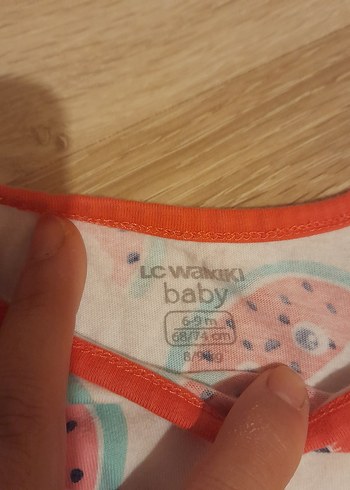 LC WAIKIKI
baby
6-9 m
68/74 cm
8/9 kg